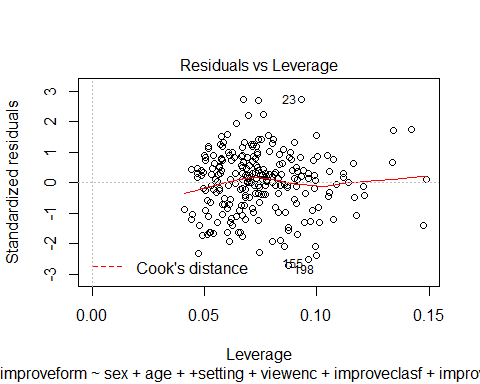 Residuals vs Leverage
Standardized residuals
3
2
1
0
-1
-2
-3
23
155
198
Cook's distance
0.00 0.05 0.10 0.15
Leverage
improveform ~ sex + age + +setting + viewenc + improveclasf + improv